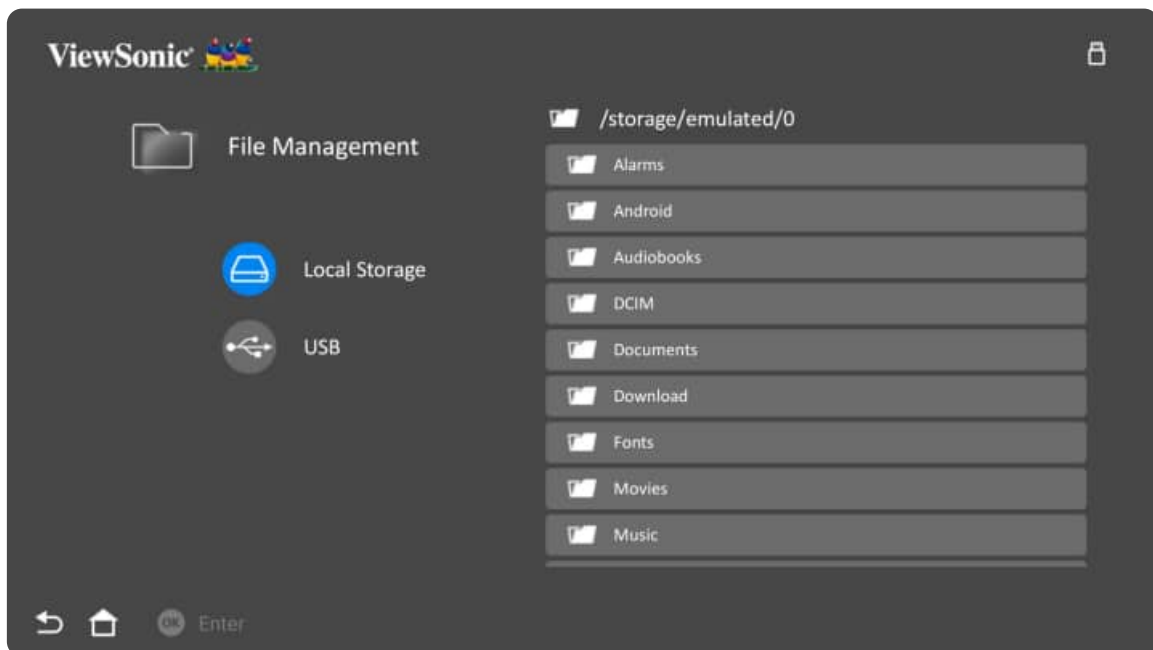 ViewSonic
File Management
Local Storage
USB
/storage/emulated/0
Alarms
Android
Audiobooks
DCIM
Documents
Download
Fonts
Movies
Music
OK Enter